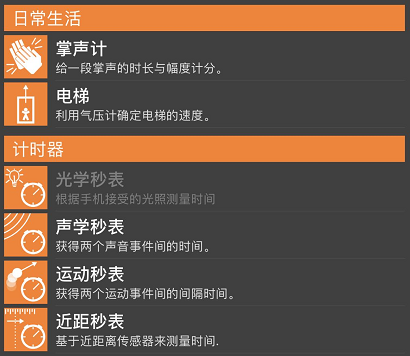 日常生活
掌声计
给一段掌声的时长与幅度计分。
电梯
利用气压计确定电梯的速度。
计时器
光学秒表
根据手机接受的光照测量时间
声学秒表
获得两个声音事件间的时间。
运动秒表
获得两个运动事件间的间隔时间。
近距秒表
基于近距离传感器来测量时间.